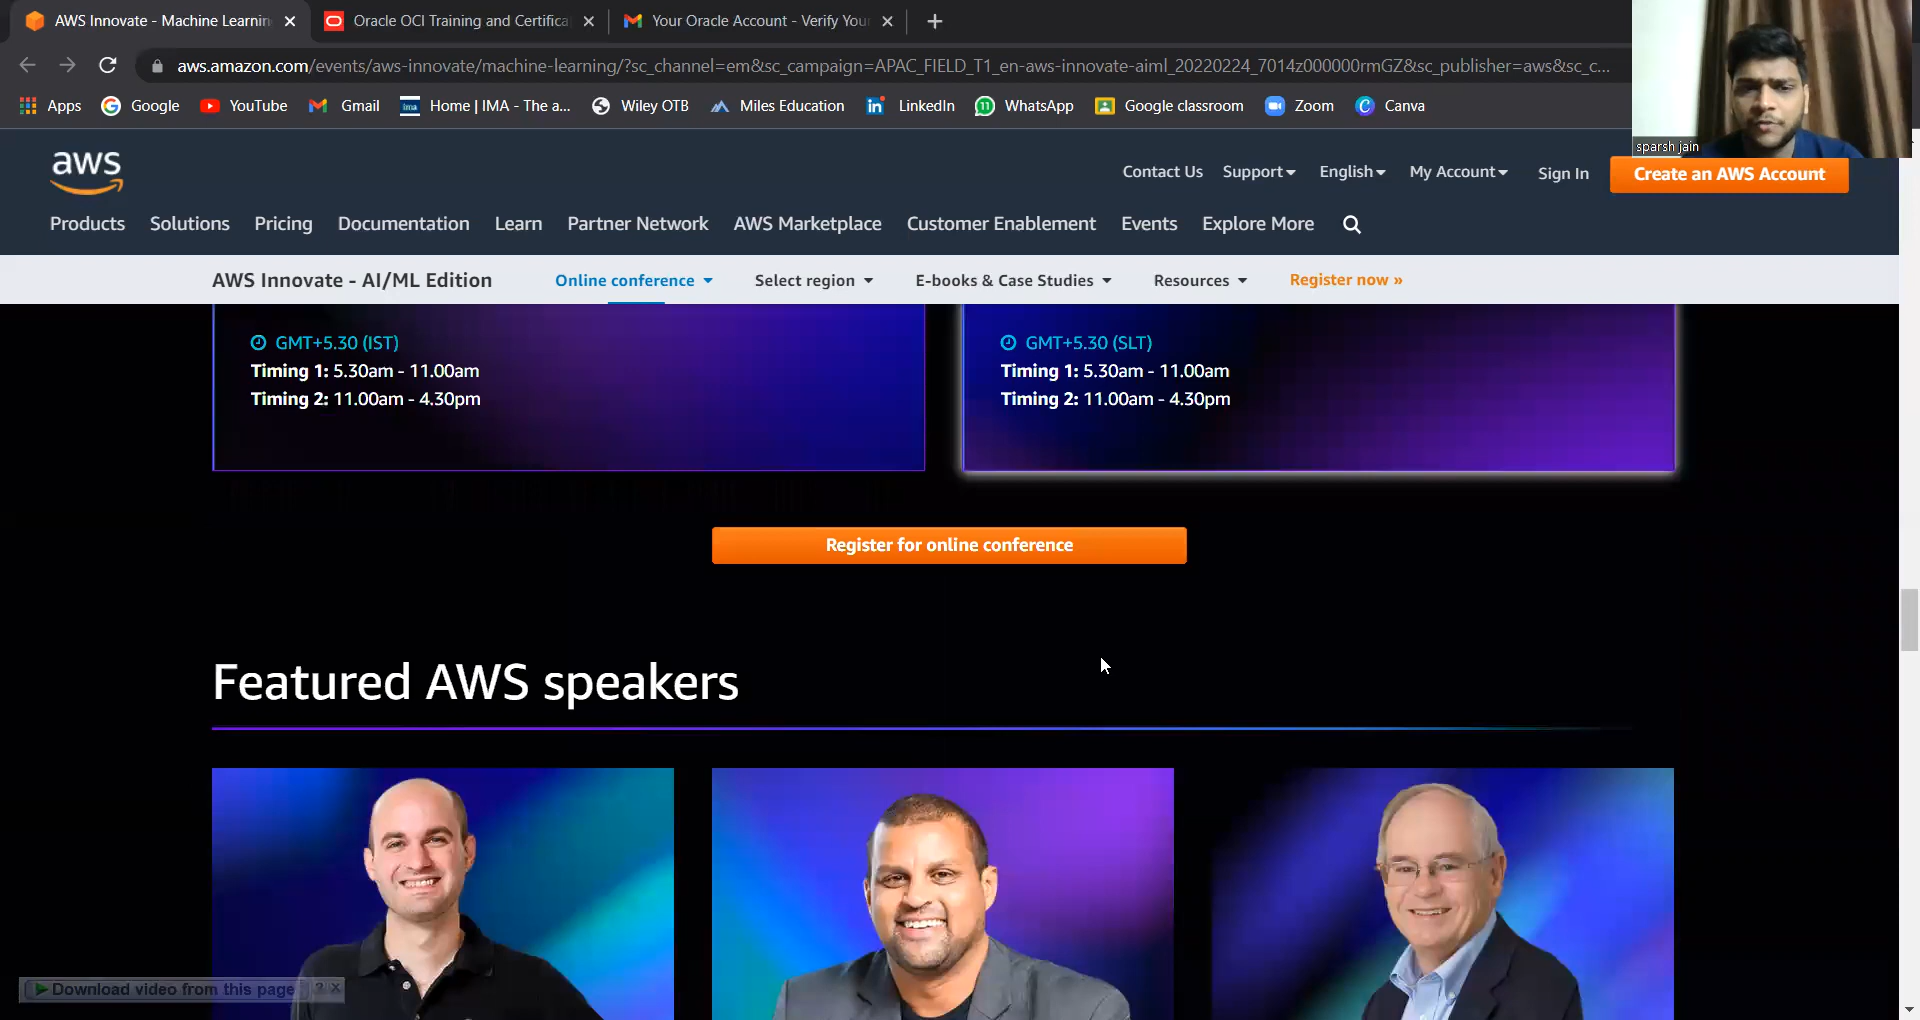 AWS Innovate - Machine Learnin
Oracle OCI Training and Certifica
Your Oracle Account - Verify Your
aws.amazon.com/events/aws-innovate/machine-learning/?sc_channel=em&sc_campaign=APAC_FIELD_T1_en-aws-innovate-aiml_20220224_7014z000000rmGZ&sc_publisher=aws&sc_c...
Apps Google YouTube Gmail Home | IMA - The a... Wiley OTB Miles Education LinkedIn WhatsApp Google classroom Zoom Canva
sparsh jain
aws
Contact Us Support English My Account Sign In Create an AWS Account
Products Solutions Pricing Documentation Learn Partner Network AWS Marketplace Customer Enablement Events Explore More
AWS Innovate - AI/ML Edition Online conference Select region E-books & Case Studies Resources Register now »
GMT+5.30 (IST)
Timing 1: 5.30am - 11.00am
Timing 2: 11.00am - 4.30pm
GMT+5.30 (SLT)
Timing 1: 5.30am - 11.00am
Timing 2: 11.00am - 4.30pm
Register for online conference
Featured AWS speakers
Download video from this page ? X